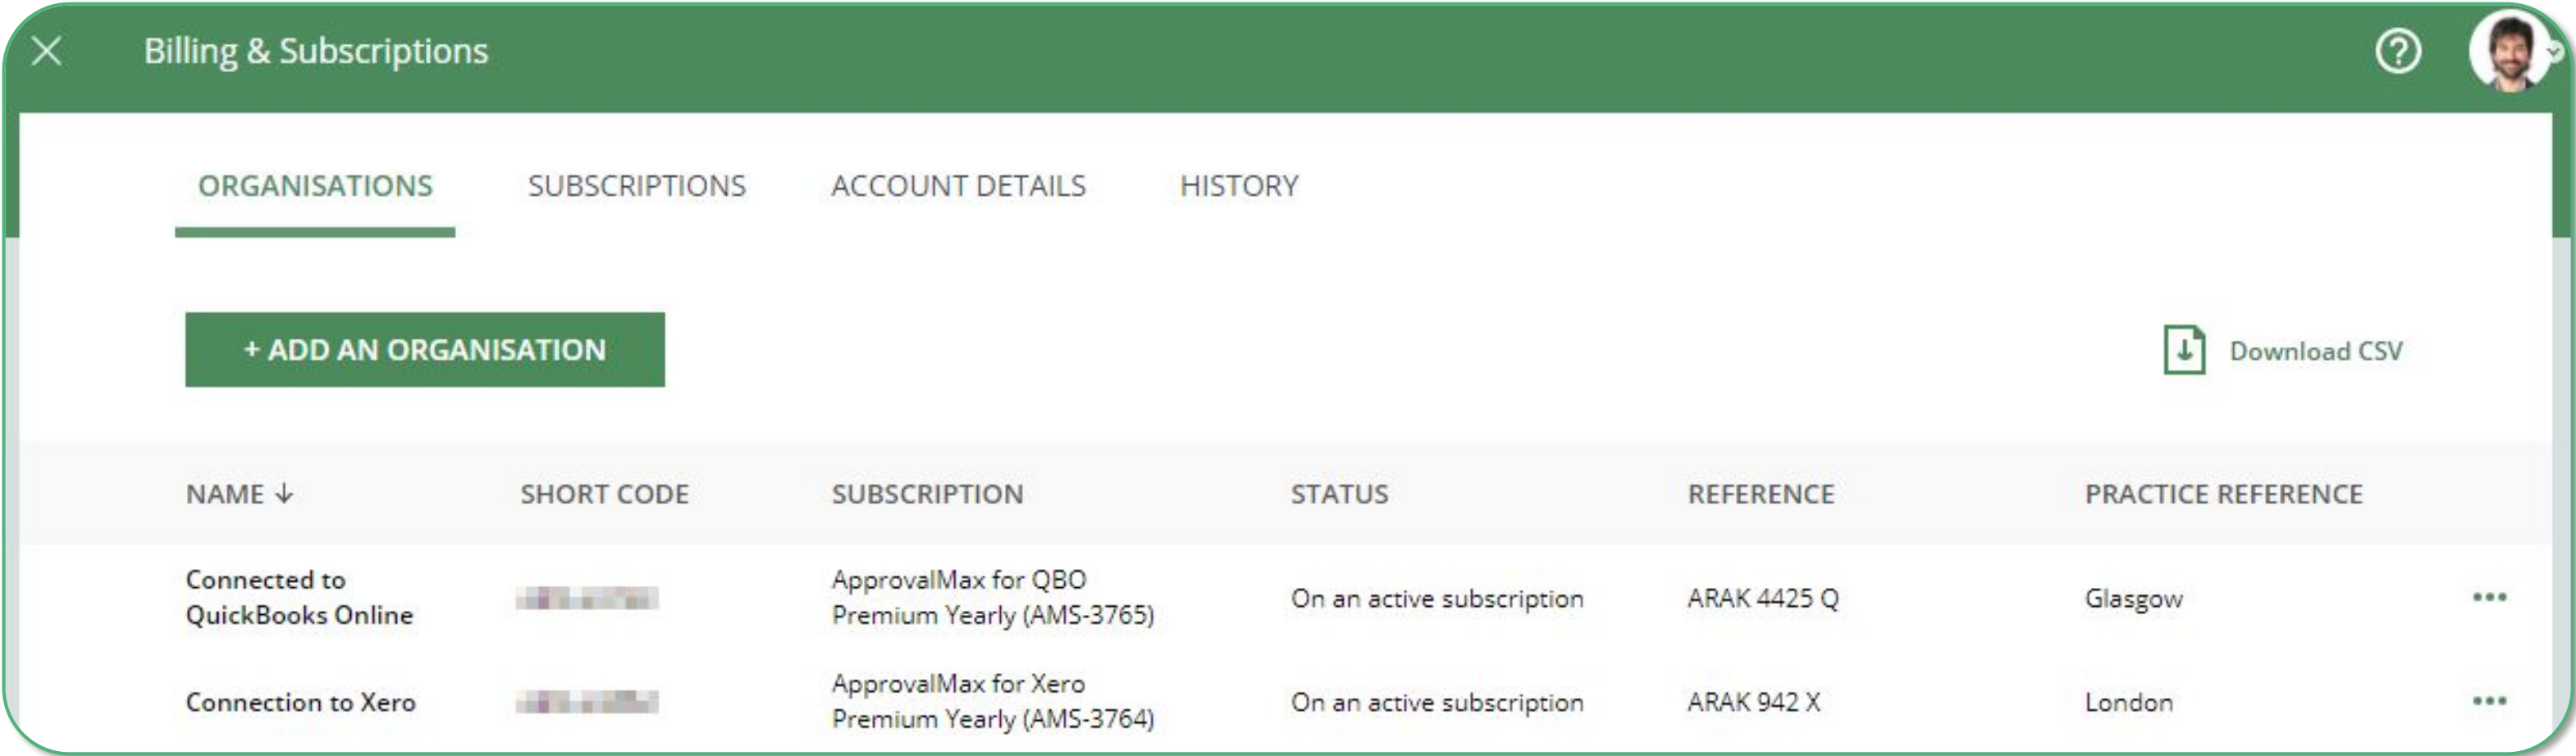 Billing & Subscriptions
ORGANISATIONS SUBSCRIPTIONS ACCOUNT DETAILS HISTORY
+ ADD AN ORGANISATION Download CSV
NAME ↓ SHORT CODE SUBSCRIPTION STATUS REFERENCE PRACTICE REFERENCE
Connected to ApprovalMax for QBO
QuickBooks Online Premium Yearly (AMS-3765) On an active subscription ARAK 4425 Q Glasgow
ApprovalMax for Xero
Connection to Xero Premium Yearly (AMS-3764) On an active subscription ARAK 942 X London